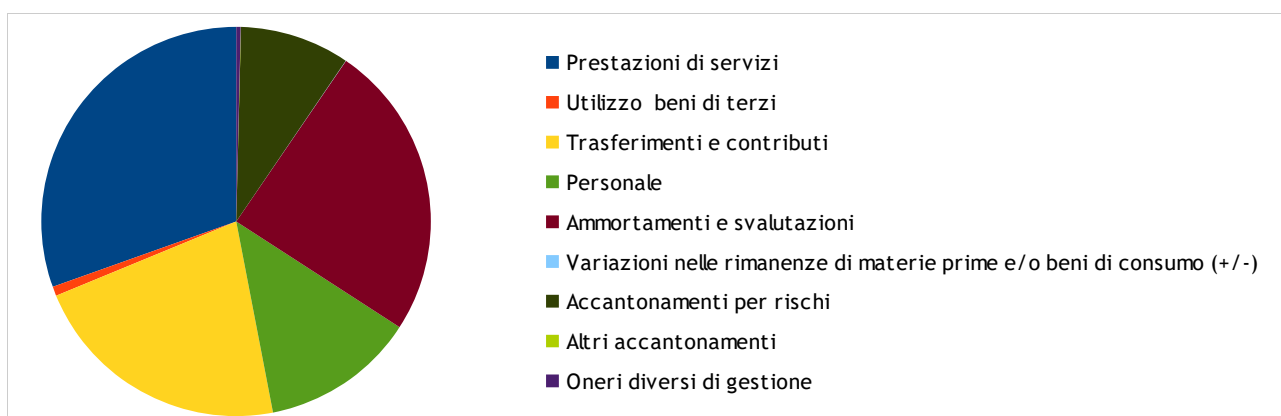 Prestazioni di servizi
Utilizzo beni di terzi
Trasferimenti e contributi
Personale
Ammortamenti e svalutazioni
Variazioni nelle rimanenze di materie prime e/o beni di consumo (+/-)
Accantonamenti per rischi
Altri accantonamenti
Oneri diversi di gestione